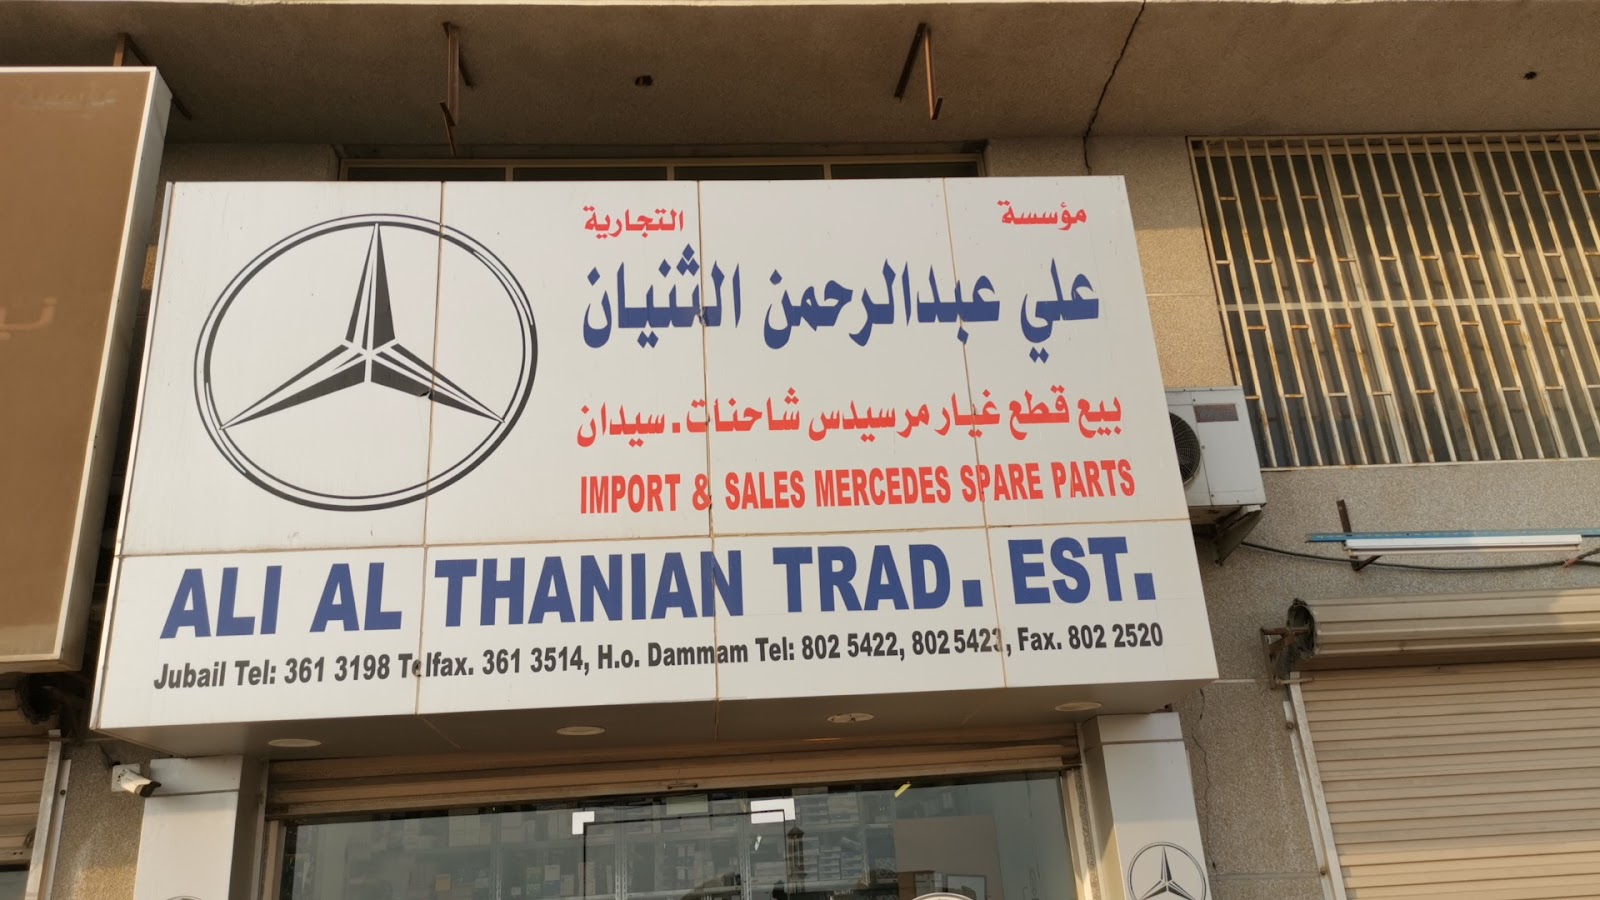 مؤسسة التجارية
علي عبدالرحمن الثنيان
بيع قطع غيار مرسيدس شاحنات - سيدان
IMPORT & SALES MERCEDES SPARE PARTS
ALI AL THANIAN TRAD. EST.
Jubail Tel: 361 3198 Telfax. 361 3514, H.o. Dammam Tel: 802 5422, 802 5423, Fax. 802 2520